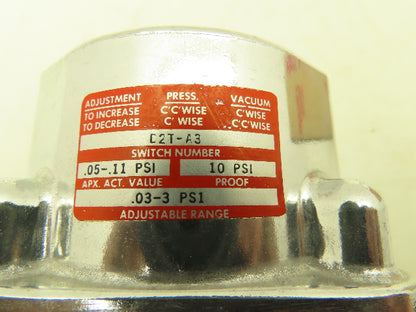 ADJUSTMENT PRESS. VACUUM
TO INCREASE C'C'WISE C'WISE
TO DECREASE C' WISE C'C'WISE
D2T-A3
SWITCH NUMBER
.05-.11 PSI 10 PSI
APX. ACT. VALUE PROOF
.03-3 PSI
ADJUSTABLE RANGE